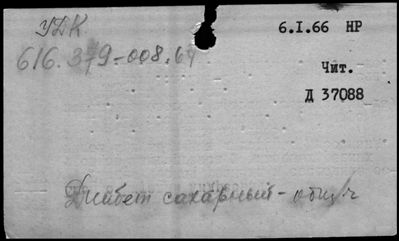 УДК.
616.379-008.64
6.I.66 НР
Чит.
Д 37088
Диабет сахарный - общ. ч